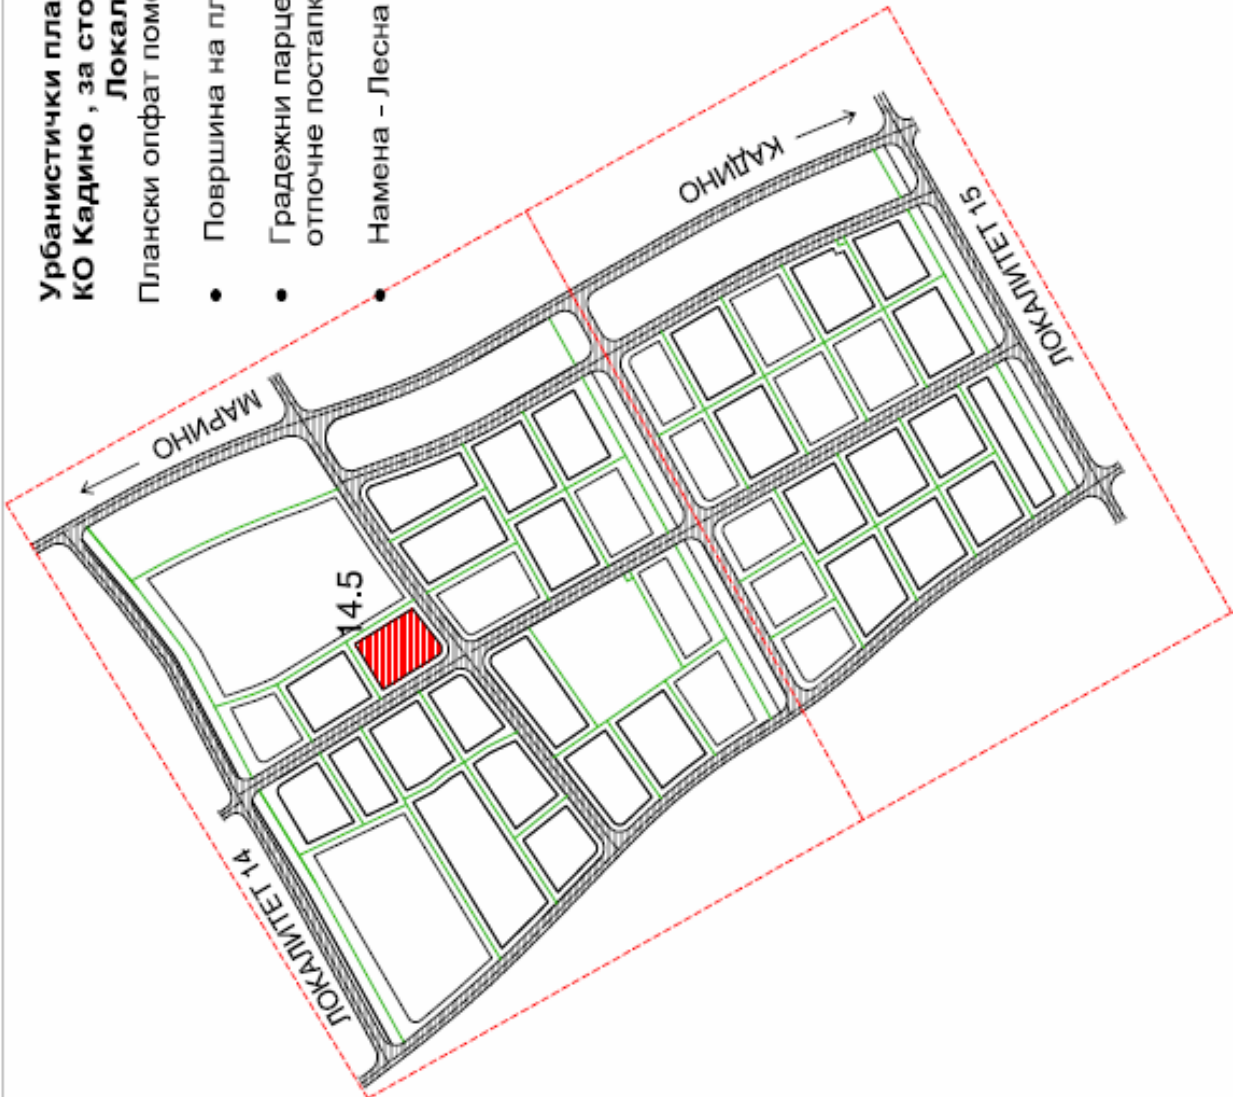 Урбанистички пла
КО Кадино , за сто
Локал
Плански опфат поме
• Површина на пл
• Градежни парце
отпочне постапк
• Намена – Лесна
МАРИНО
КАДИНО
14.5
ЛОКАЛИТЕТ 14
ЛОКАЛИТЕТ 15